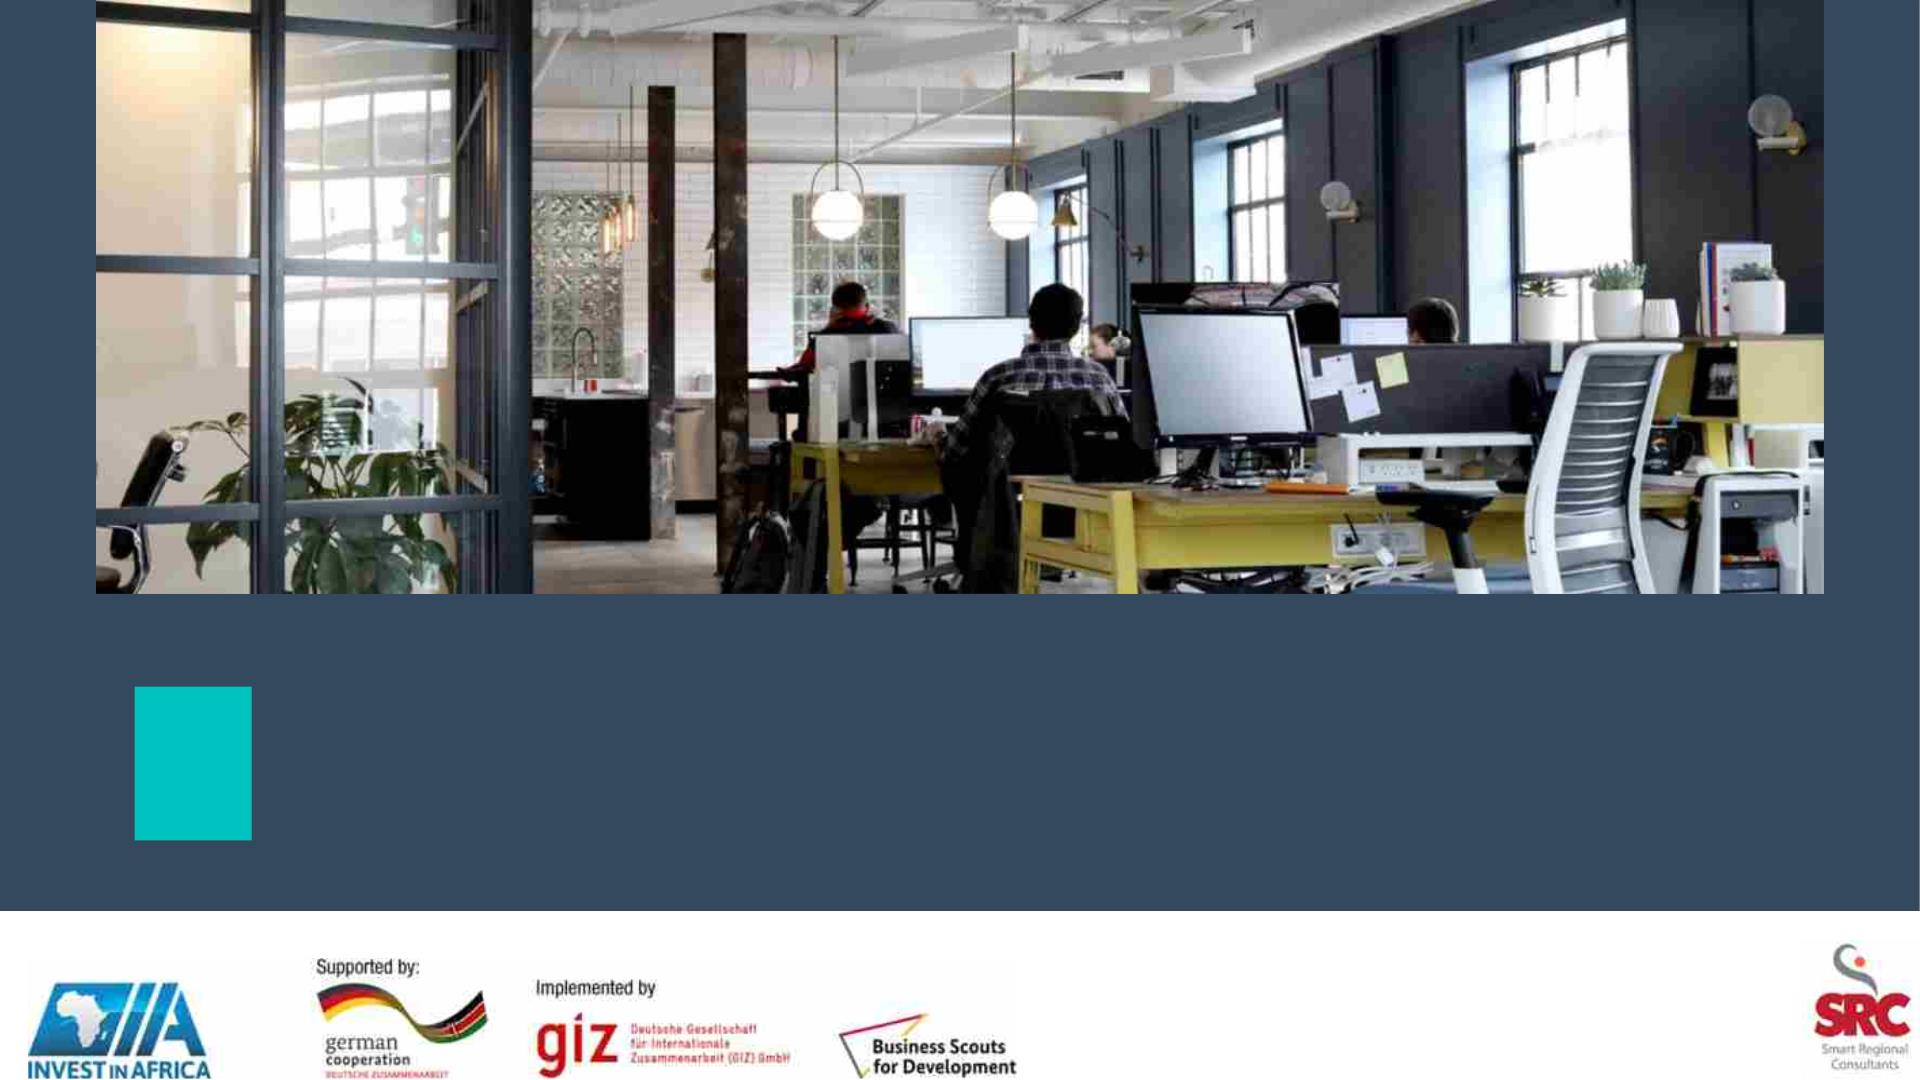 Supported by:
Implemented by
INVEST IN AFRICA
german
cooperation
DEUTSCHE ZUSAMMENARBEIT
giz
Deutsche Gesellschaft
für Internationale
Zusammenarbeit (GIZ) GmbH
Business Scouts
for Development
SRC
Smart Regional
Consultants